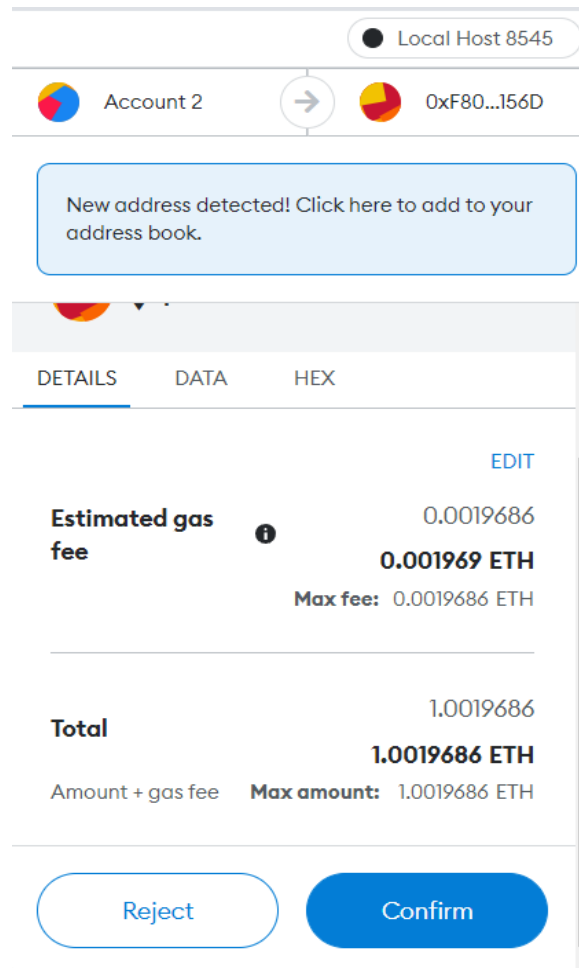 Local Host 8545
Account 2 0xF80...156D
New address detected! Click here to add to your
address book.
DETAILS DATA HEX
EDIT
Estimated gas 0.0019686
fee 0.001969 ETH
Max fee: 0.0019686 ETH
1.0019686
Total 1.0019686 ETH
Amount + gas fee Max amount: 1.0019686 ETH
Reject Confirm